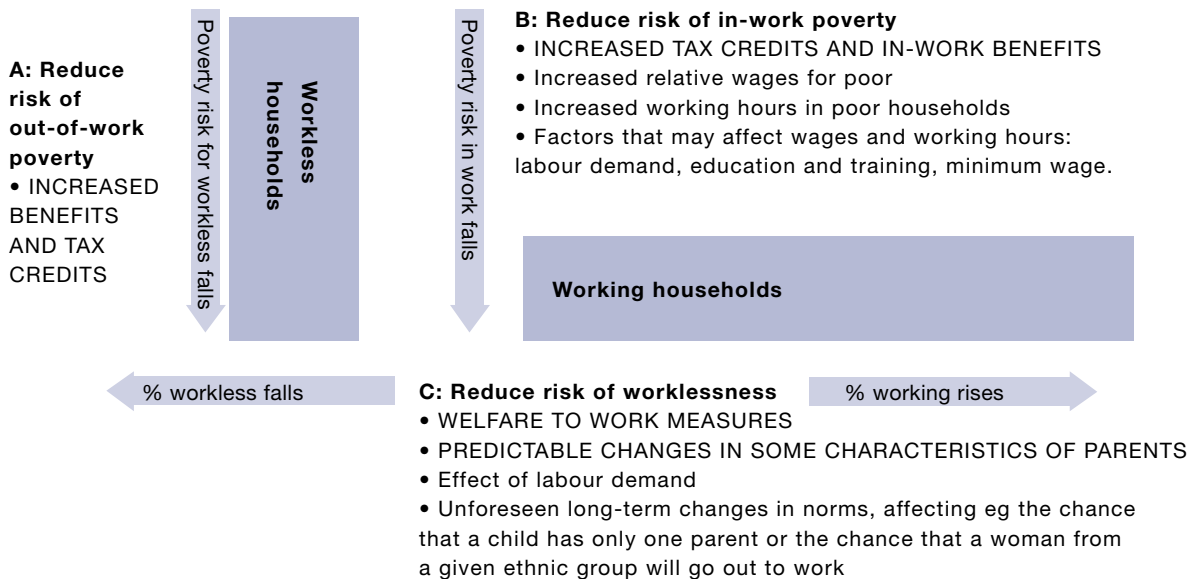 A: Reduce
risk of
out-of-work
poverty
• INCREASED
BENEFITS
AND TAX
CREDITS
Poverty risk for workless falls
Workless
households
Poverty risk in work falls
B: Reduce risk of in-work poverty
• INCREASED TAX CREDITS AND IN-WORK BENEFITS
• Increased relative wages for poor
• Increased working hours in poor households
• Factors that may affect wages and working hours:
labour demand, education and training, minimum wage.
Working households
% workless falls
C: Reduce risk of worklessness
% working rises
• WELFARE TO WORK MEASURES
• PREDICTABLE CHANGES IN SOME CHARACTERISTICS OF PARENTS
• Effect of labour demand
• Unforeseen long-term changes in norms, affecting eg the chance
that a child has only one parent or the chance that a woman from
a given ethnic group will go out to work